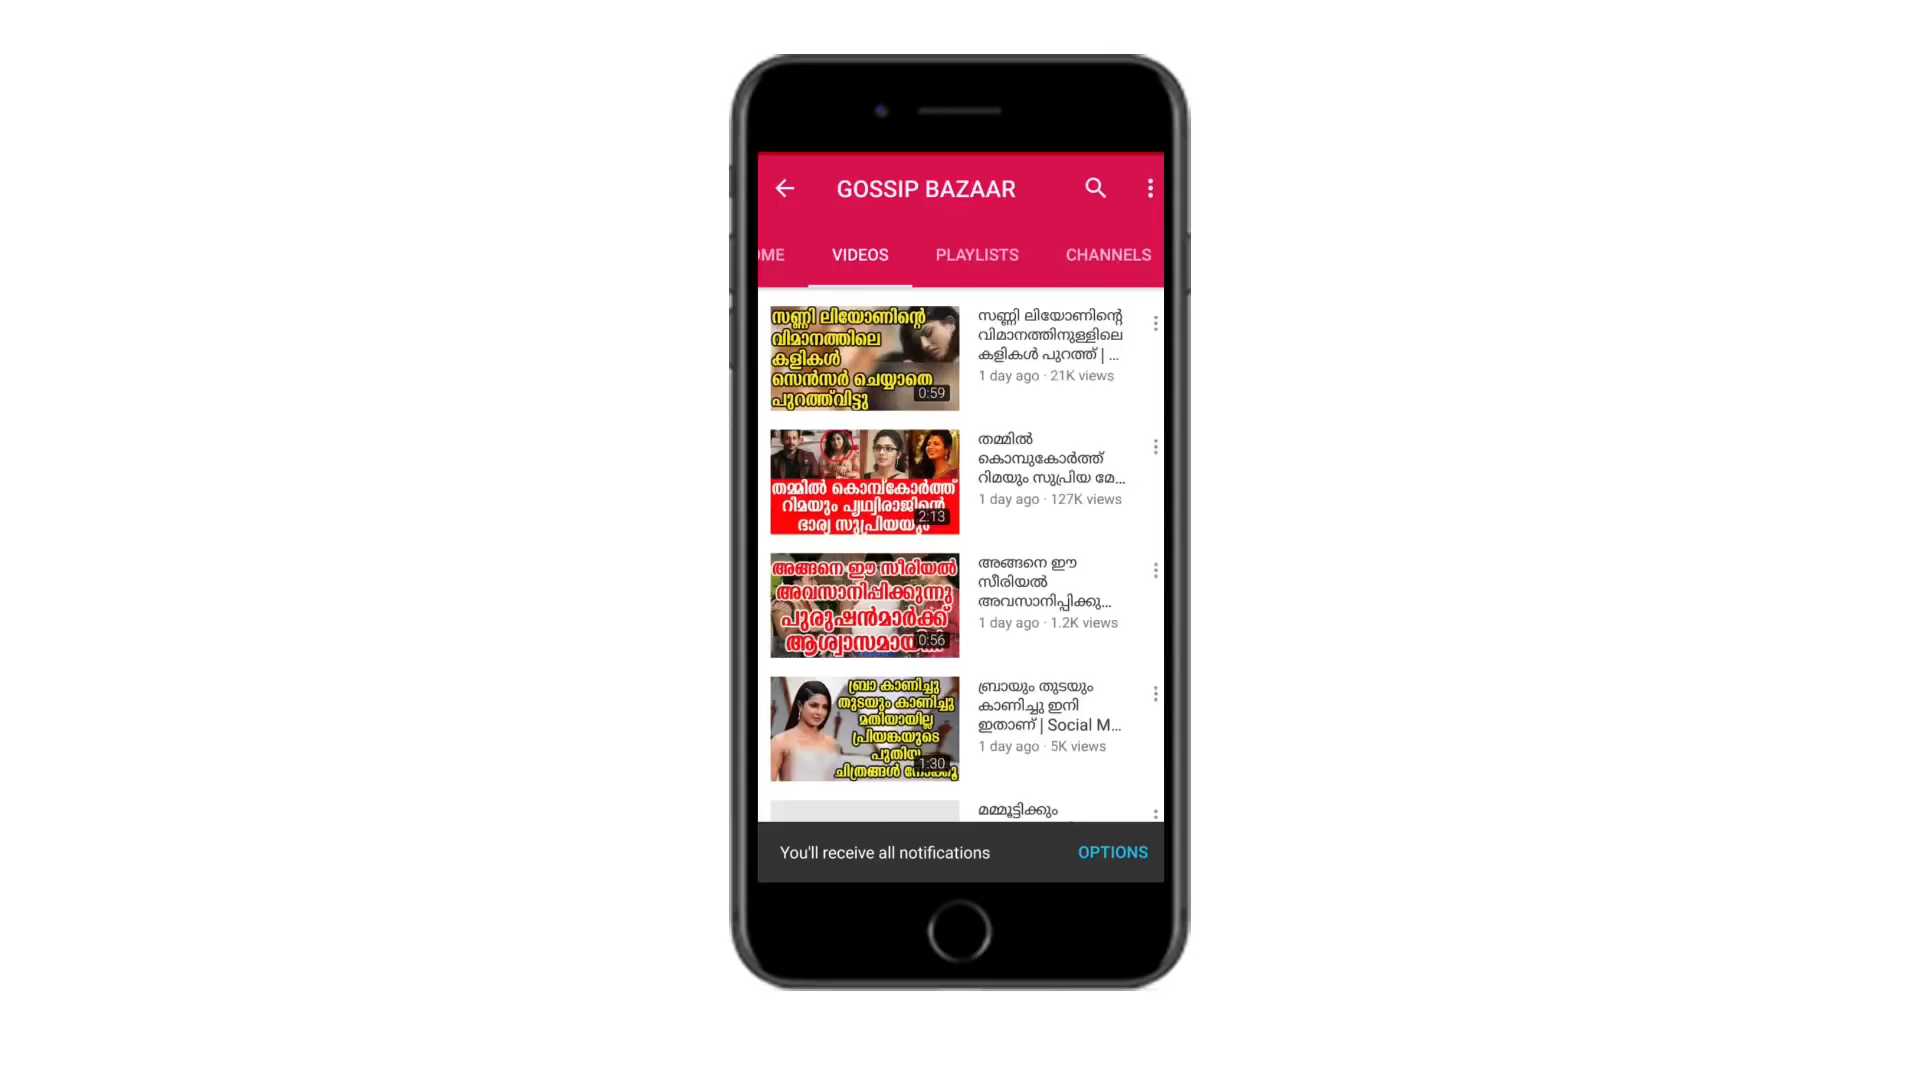 GOSSIP BAZAAR
OME
VIDEOS
PLAYLISTS
CHANNELS
സണ്ണി ലിയോണിന്റെ
വിമാനത്തിലെ
കളികൾ
സെൻസർ ചെയ്യാതെ
പുറത്ത്‌വിട്ടു
0:59
സണ്ണി ലിയോണിന്റെ
വിമാനത്തിനുള്ളിലെ
കളികൾ പുറത്ത് | ...
1 day ago · 21K views
തമ്മിൽ കൊമ്പ്കോർത്ത്
റിമയും പൃഥ്വിരാജിന്റെ
ഭാര്യ സുപ്രിയയും
2:13
തമ്മിൽ
കൊമ്പുകോർത്ത്
റിമയും സുപ്രിയ മേ...
1 day ago · 127K views
അങ്ങനെ ഈ സീരിയൽ
അവസാനിപ്പിക്കുന്നു
പുരുഷൻമാർക്ക്
0:56
അങ്ങനെ ഈ
സീരിയൽ
അവസാനിപ്പിക്കു...
1 day ago · 1.2K views
ബ്രാ കാണിച്ചു
തുടയും കാണിച്ചു
മതിയായില്ല
പ്രിയങ്കയുടെ
പുതിയ
ചിത്രങ്ങൾ നോക്കൂ
1:30
ബ്രായും തുടയും
കാണിച്ചു ഇനി
ഇതാണ് | Social M...
1 day ago · 5K views
മമ്മൂട്ടിക്കും
You'll receive all notifications
OPTIONS